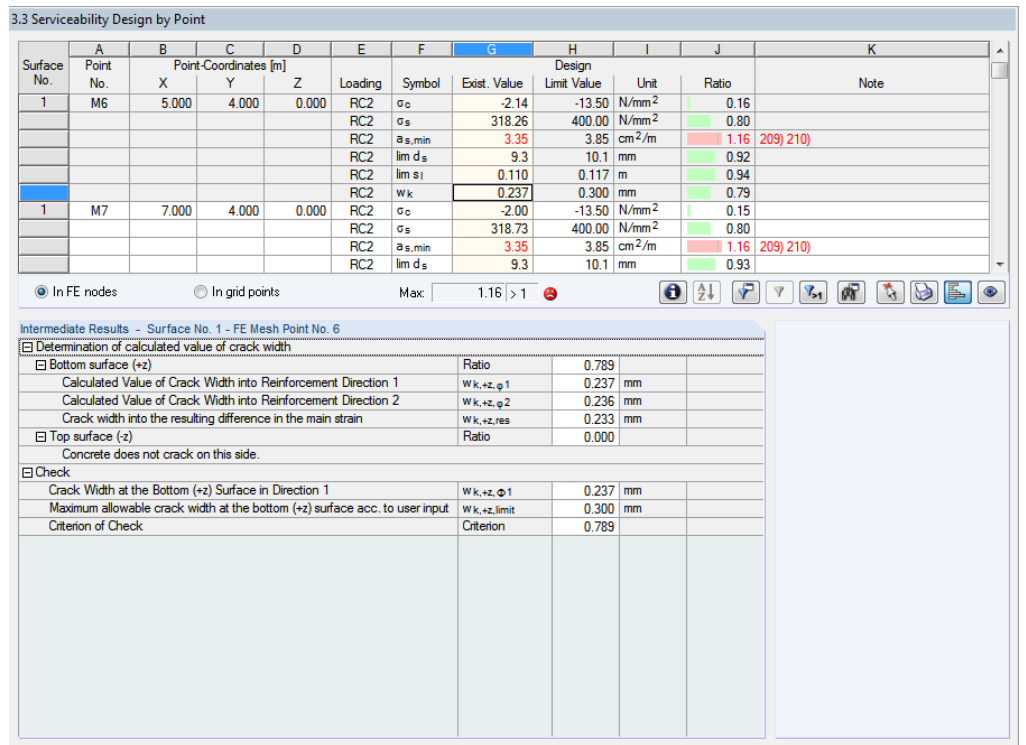 3.3 Serviceability Design by Point
A B C D E F G H I J K
Surface Point Point-Coordinates [m] Design
No. No. X Y Z Loading Symbol Exist. Value Limit Value Unit Ratio Note
1 M6 5.000 4.000 0.000 RC2 σc -2.14 -13.50 N/mm2 0.16
RC2 σs 318.26 400.00 N/mm2 0.80
RC2 as,min 3.35 3.85 cm2/m 1.16 209) 210)
RC2 lim ds 9.3 10.1 mm 0.92
RC2 lim sl 0.110 0.117 m 0.94
RC2 wk 0.237 0.300 mm 0.79
1 M7 7.000 4.000 0.000 RC2 σc -2.00 -13.50 N/mm2 0.15
RC2 σs 318.73 400.00 N/mm2 0.80
RC2 as,min 3.35 3.85 cm2/m 1.16 209) 210)
RC2 lim ds 9.3 10.1 mm 0.93
In FE nodes In grid points Max: 1.16 > 1
Intermediate Results - Surface No. 1 - FE Mesh Point No. 6
Determination of calculated value of crack width
Bottom surface (+z) Ratio 0.789
Calculated Value of Crack Width into Reinforcement Direction 1 wk,+z,φ1 0.237 mm
Calculated Value of Crack Width into Reinforcement Direction 2 wk,+z,φ2 0.236 mm
Crack width into the resulting difference in the main strain wk,+z,res 0.233 mm
Top surface (-z) Ratio 0.000
Concrete does not crack on this side.
Check
Crack Width at the Bottom (+z) Surface in Direction 1 wk,+z,Φ1 0.237 mm
Maximum allowable crack width at the bottom (+z) surface acc. to user input wk,+z,limit 0.300 mm
Criterion of Check Criterion 0.789